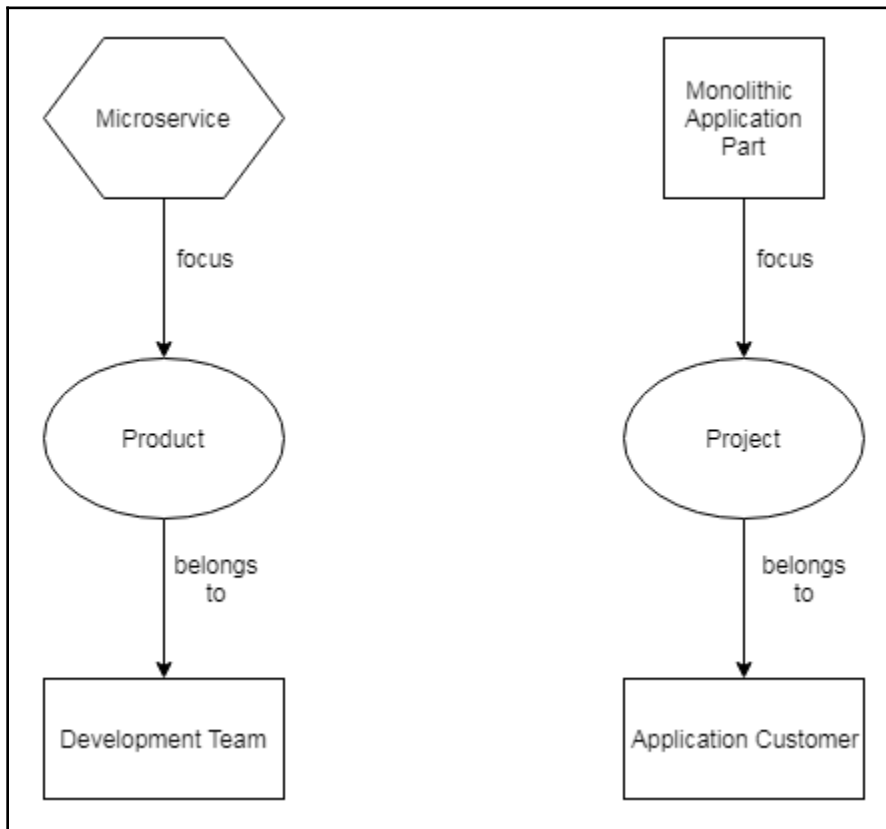 Microservice
Monolithic
Application
Part
focus
focus
Product
Project
belongs
to
belongs
to
Development Team
Application Customer